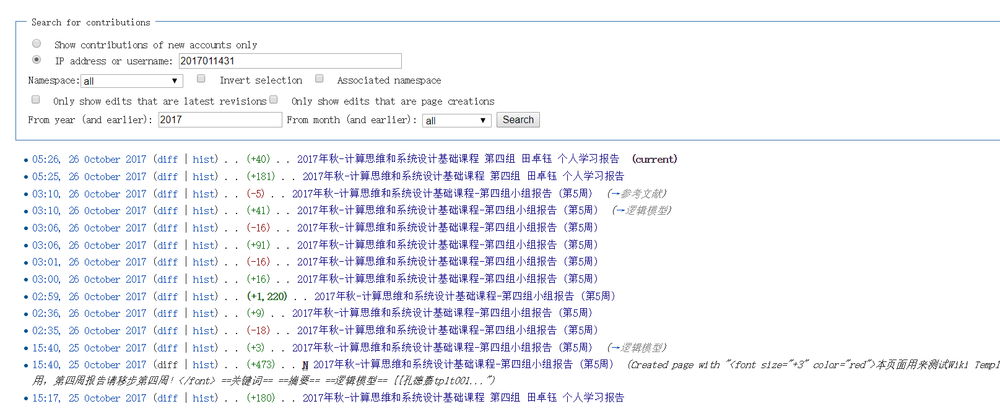 Search for contributions
Show contributions of new accounts only
IP address or username: 2017011431
Namespace: all ▼ Invert selection Associated namespace
Only show edits that are latest revisions Only show edits that are page creations
From year (and earlier): 2017 From month (and earlier): all ▼ Search
• 05:26, 26 October 2017 (diff | hist) . . (+40) . . 2017年秋-计算思维和系统设计基础课程 第四组 田卓钰 个人学习报告 (current)
• 05:25, 26 October 2017 (diff | hist) . . (+181) . . 2017年秋-计算思维和系统设计基础课程 第四组 田卓钰 个人学习报告
• 03:10, 26 October 2017 (diff | hist) . . (-5) . . 2017年秋-计算思维和系统设计基础课程-第四组小组报告 (第5周) (→参考文献)
• 03:10, 26 October 2017 (diff | hist) . . (+41) . . 2017年秋-计算思维和系统设计基础课程-第四组小组报告 (第5周) (→逻辑模型)
• 03:06, 26 October 2017 (diff | hist) . . (-16) . . 2017年秋-计算思维和系统设计基础课程-第四组小组报告 (第5周)
• 03:06, 26 October 2017 (diff | hist) . . (+91) . . 2017年秋-计算思维和系统设计基础课程-第四组小组报告 (第5周)
• 03:01, 26 October 2017 (diff | hist) . . (-16) . . 2017年秋-计算思维和系统设计基础课程-第四组小组报告 (第5周)
• 03:00, 26 October 2017 (diff | hist) . . (+16) . . 2017年秋-计算思维和系统设计基础课程-第四组小组报告 (第5周)
• 02:59, 26 October 2017 (diff | hist) . . (+1,220) . . 2017年秋-计算思维和系统设计基础课程-第四组小组报告 (第5周)
• 02:36, 26 October 2017 (diff | hist) . . (+9) . . 2017年秋-计算思维和系统设计基础课程-第四组小组报告 (第5周)
• 02:35, 26 October 2017 (diff | hist) . . (-18) . . 2017年秋-计算思维和系统设计基础课程-第四组小组报告 (第5周)
• 15:40, 25 October 2017 (diff | hist) . . (+3) . . 2017年秋-计算思维和系统设计基础课程-第四组小组报告 (第5周) (→逻辑模型)
• 15:40, 25 October 2017 (diff | hist) . . (+473) . . N 2017年秋-计算思维和系统设计基础课程-第四组小组报告 (第5周) (Created page with "<font size="+3" color="red">本页面用来测试Wiki Templ
用，第四周报告请移步第四周！</font> ==关键词== ==摘要== ==逻辑模型== {{孔德嘉tplt001...")
• 15:17, 25 October 2017 (diff | hist) . . (+180) . . 2017年秋-计算思维和系统设计基础课程 第四组 田卓钰 个人学习报告